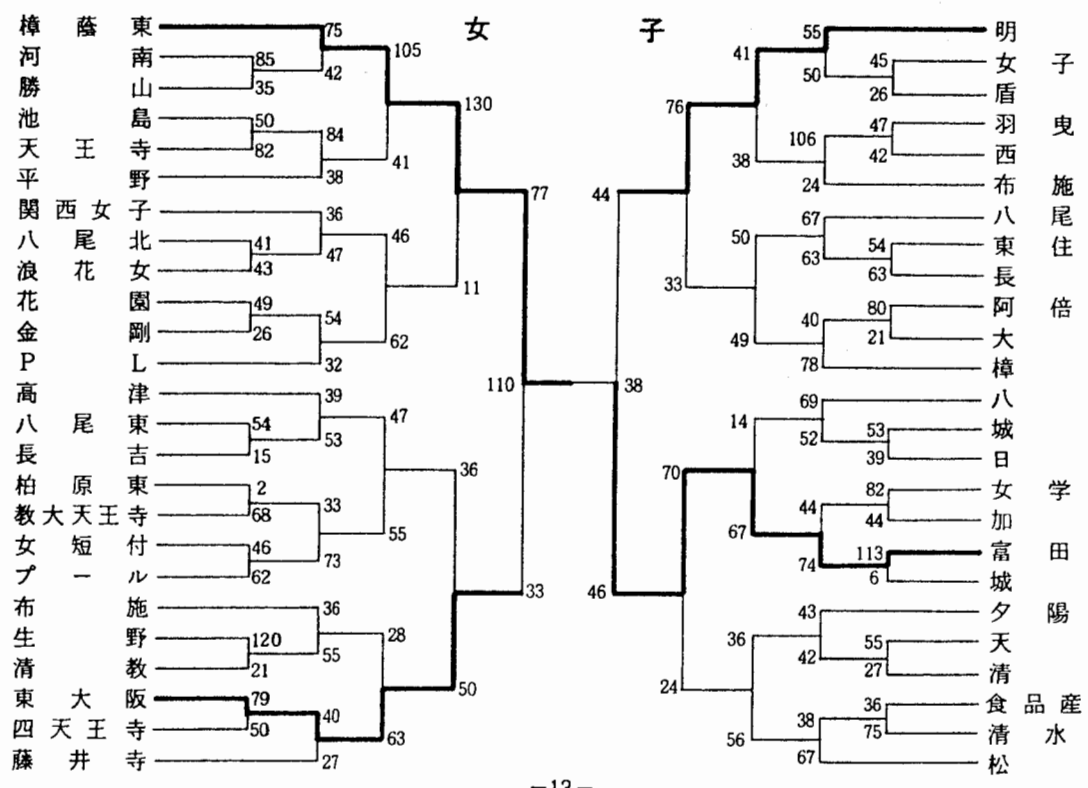 女 子
樟蔭東 75
105
河南 85
42
勝山 35
130
池島 50
84
天王寺 82
41
平野 38
77
関西女子 36
46
八尾北 41
47
浪花女 43
11
花園 49
54
金剛 26
62
PL 32
110
高津 39
47
八尾東 54
53
長吉 15
36
柏原東 2
33
教大天王寺 68
55
女短付 46
73
プール 62
33
布施 36
28
生野 120
55
清教 21
50
東大阪 79
40
四天王寺 50
63
藤井寺 27
55 明
41
45 女子
50
26 盾
76
47 羽曳
106
42 西
38
24 布施
44
67 八尾
50
54 東住
63
63 長
33
80 阿倍
40
21 大
49
78 樟
38
69 八
14
53 城
52
39 日
70
82 女学
44
44 加
67
113 富田
74
6 城
46
43 夕陽
36
55 天
42
27 清
24
36 食品産
38
75 清水
56
67 松
-13-